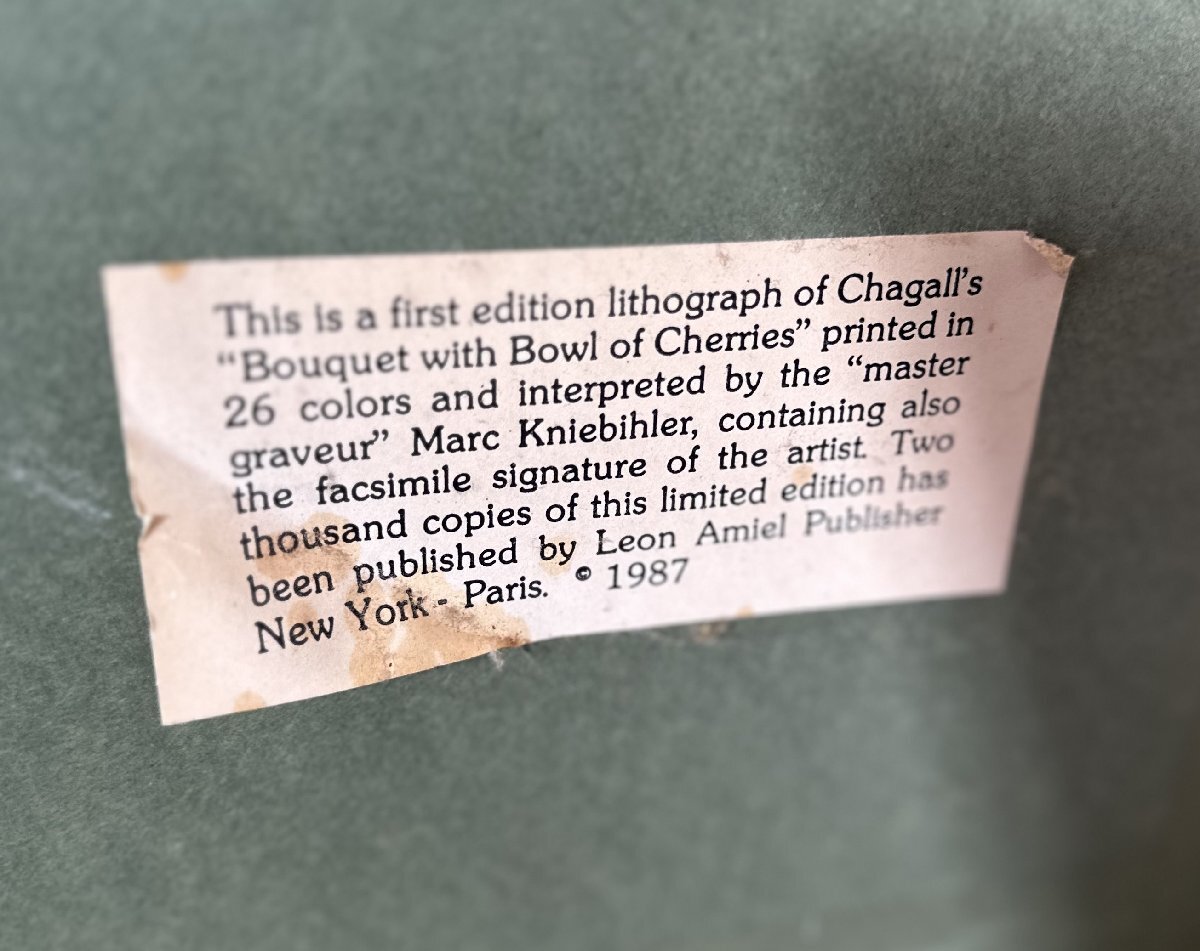 This is a first edition lithograph of Chagall's
“Bouquet with Bowl of Cherries” printed in
26 colors and interpreted by the “master
graveur” Marc Kniebihler, containing also
the facsimile signature of the artist. Two
thousand copies of this limited edition has
been published by Leon Amiel Publisher
New York - Paris. © 1987